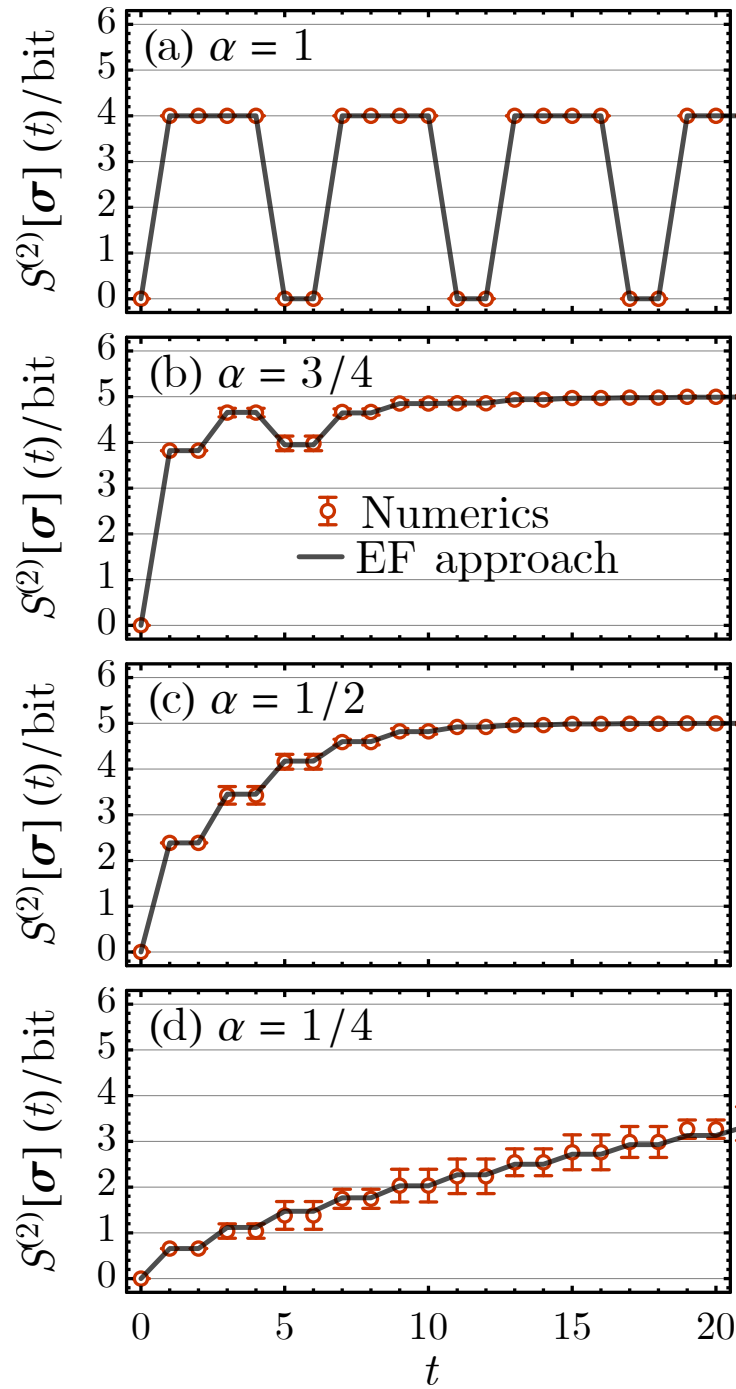 (a) α = 1
S⁽²⁾[σ] (t)/bit
6
5
4
3
2
1
0
(b) α = 3/4
S⁽²⁾[σ] (t)/bit
6
5
4
3
2
1
0
Numerics
EF approach
(c) α = 1/2
S⁽²⁾[σ] (t)/bit
6
5
4
3
2
1
0
(d) α = 1/4
S⁽²⁾[σ] (t)/bit
6
5
4
3
2
1
0
0 5 10 15 20
t